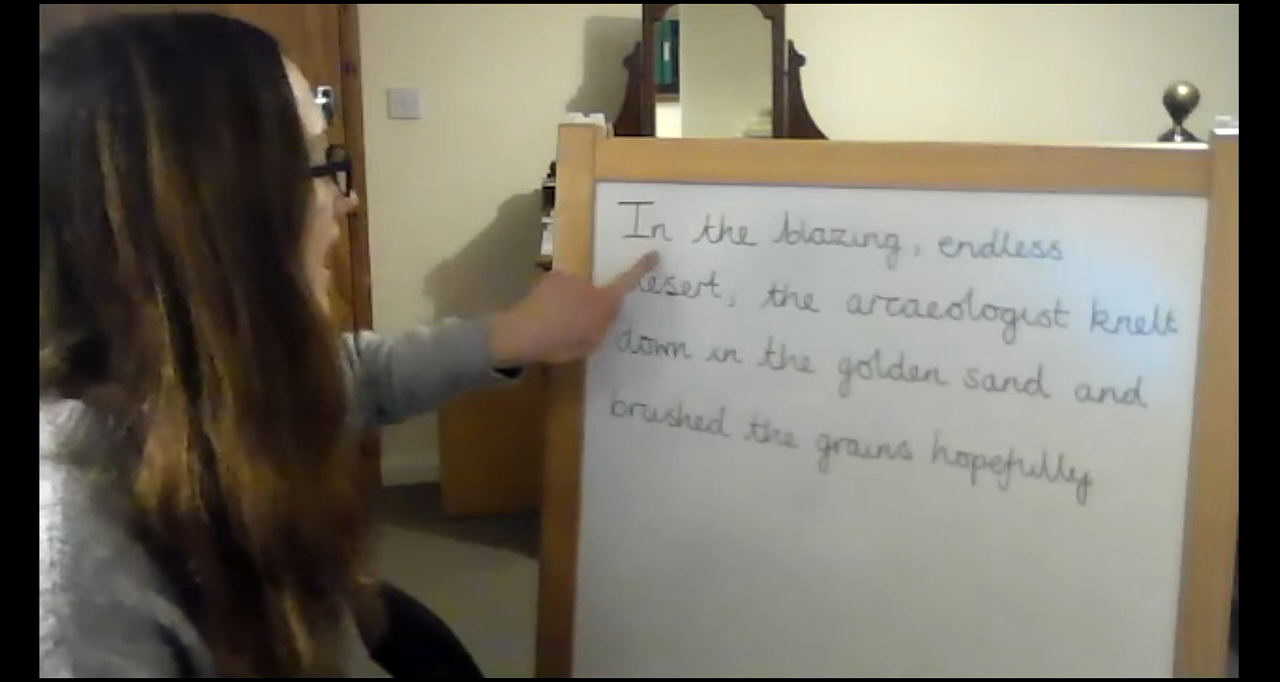 In the blazing, endless
desert, the arcaeologist knelt
down in the golden sand and
brushed the grains hopefully